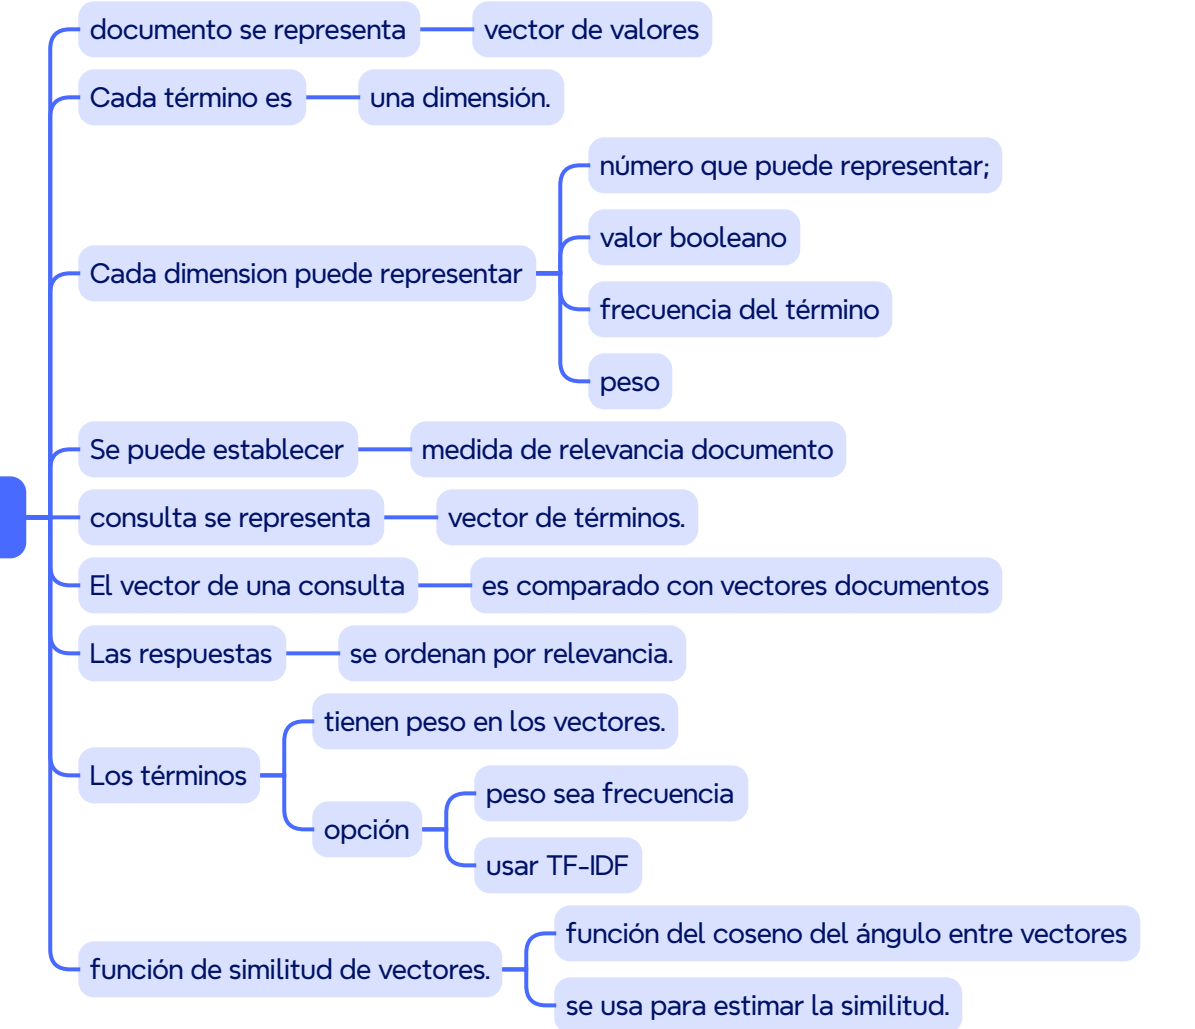 documento se representa
vector de valores
Cada término es
una dimensión.
Cada dimension puede representar
número que puede representar;
valor booleano
frecuencia del término
peso
Se puede establecer
medida de relevancia documento
consulta se representa
vector de términos.
El vector de una consulta
es comparado con vectores documentos
Las respuestas
se ordenan por relevancia.
Los términos
tienen peso en los vectores.
opción
peso sea frecuencia
usar TF-IDF
función de similitud de vectores.
función del coseno del ángulo entre vectores
se usa para estimar la similitud.